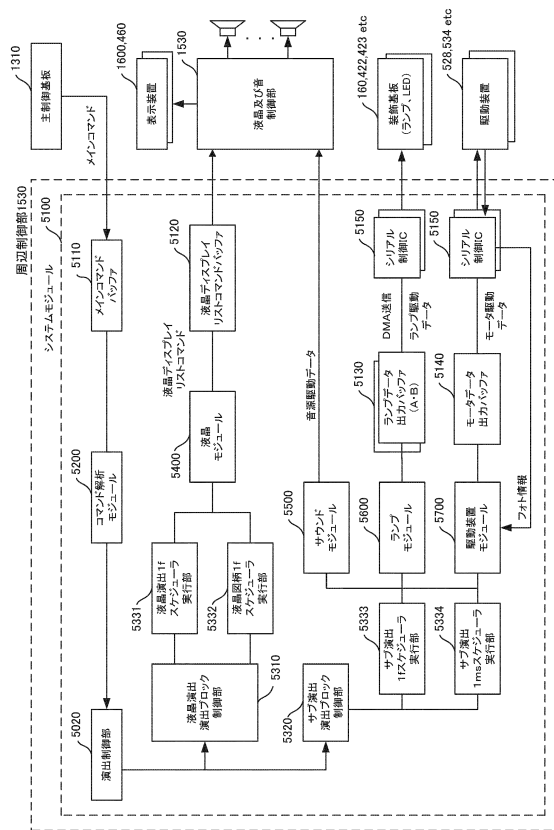 周辺制御部1530
システムモジュール
5100
主制御基板
1310
メインコマンド
メインコマンド
バッファ
5110
コマンド解析
モジュール
5200
演出制御部
5020
表示装置
1600,460
液晶及び音
制御部
1530
液晶ディスプレイ
リストコマンドバッファ
5120
液晶ディスプレイ
リストコマンド
液晶
モジュール
5400
液晶演出1f
スケジューラ
実行部
5331
液晶図柄1f
スケジューラ
実行部
5332
液晶演出
演出ブロック
制御部
5310
サブ演出
演出ブロック
制御部
5320
音源駆動データ
サウンド
モジュール
5500
装飾基板
(ランプ、LED)
160,422,423 etc
シリアル
制御IC
5150
DMA送信
ランプ駆動
データ
ランプデータ
出力バッファ
(A・B)
5130
ランプ
モジュール
5600
サブ演出
1fスケジューラ
実行部
5333
駆動装置
528,534 etc
シリアル
制御IC
5150
モータ駆動
データ
モータデータ
出力バッファ
5140
駆動装置
モジュール
5700
フォト情報
サブ演出
1msスケジューラ
実行部
5334